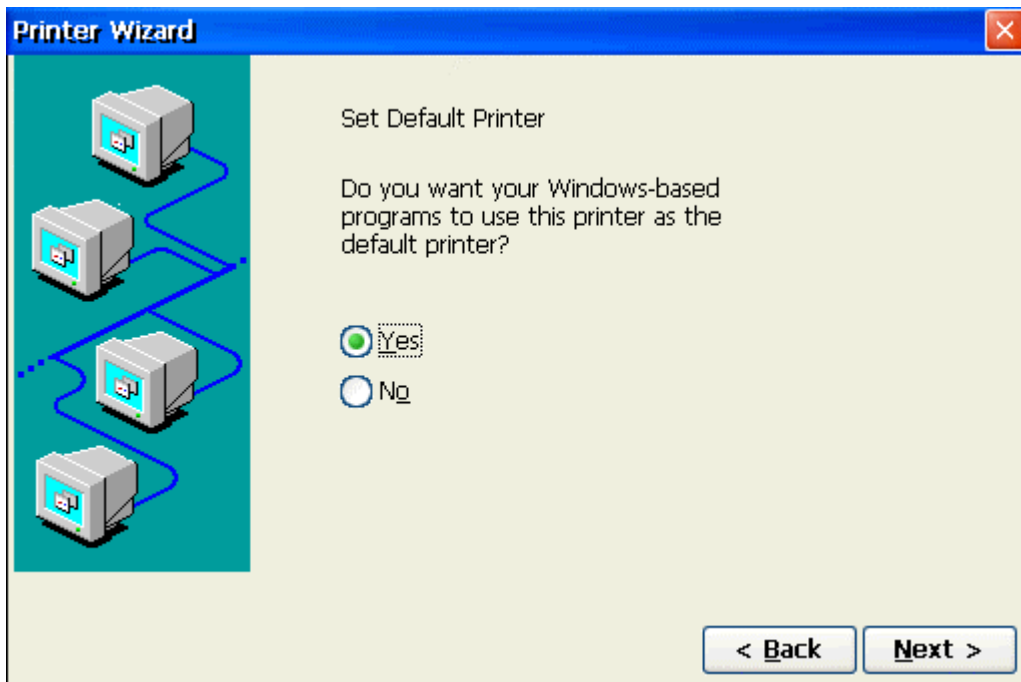 Printer Wizard
Set Default Printer
Do you want your Windows-based
programs to use this printer as the
default printer?
Yes
No
< Back
Next >